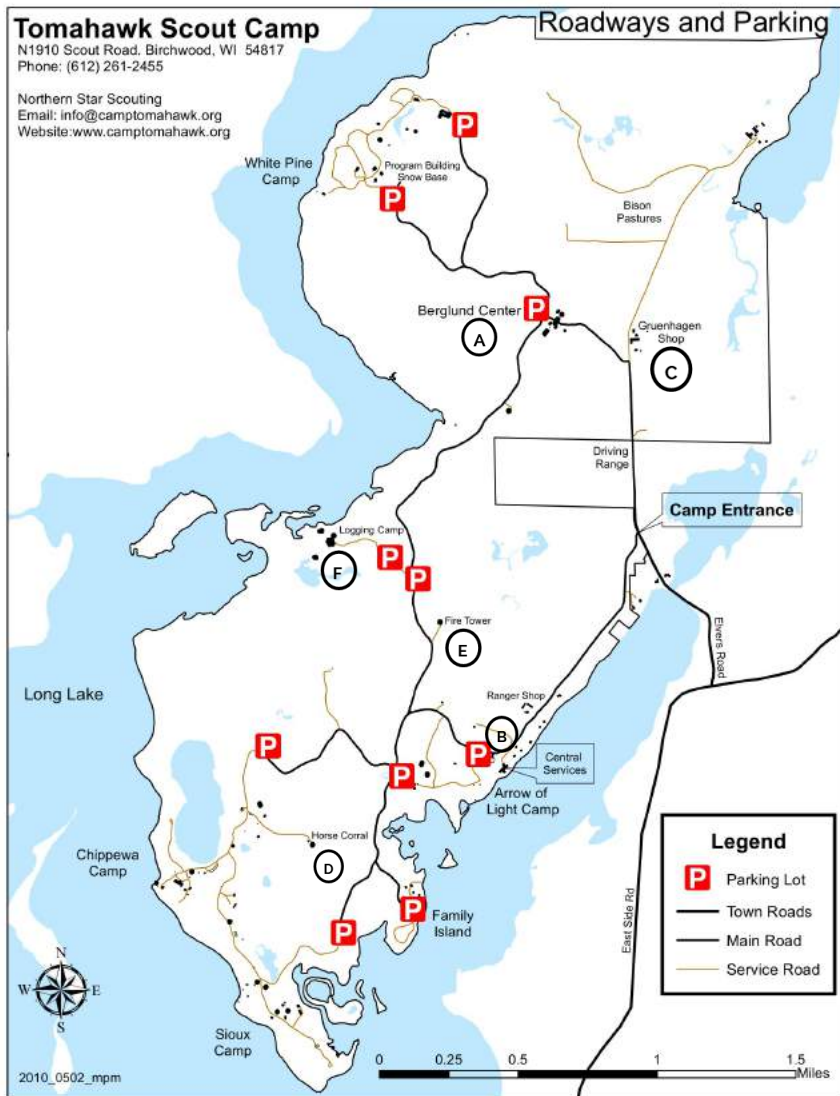 Tomahawk Scout Camp
N1910 Scout Road. Birchwood, WI 54817
Phone: (612) 261-2455
Northern Star Scouting
Email: info@camptomahawk.org
Website:www.camptomahawk.org
Roadways and Parking
P
White Pine
Camp
Program Building
Snow Base
P
Bison
Pastures
Berglund Center
P
A
Gruenhagen
Shop
C
Driving
Range
Camp Entrance
Logging Camp
P
P
F
Fire Tower
E
Elvers Road
Long Lake
Ranger Shop
B
P
P
P
Central
Services
Arrow of
Light Camp
Horse Corral
D
Chippewa
Camp
P
P
Family
Island
East Side Rd
Sioux
Camp
N
W
E
S
Legend
P
Parking Lot
Town Roads
Main Road
Service Road
2010_0502_mpm
0 0.25 0.5 1 1.5
Miles